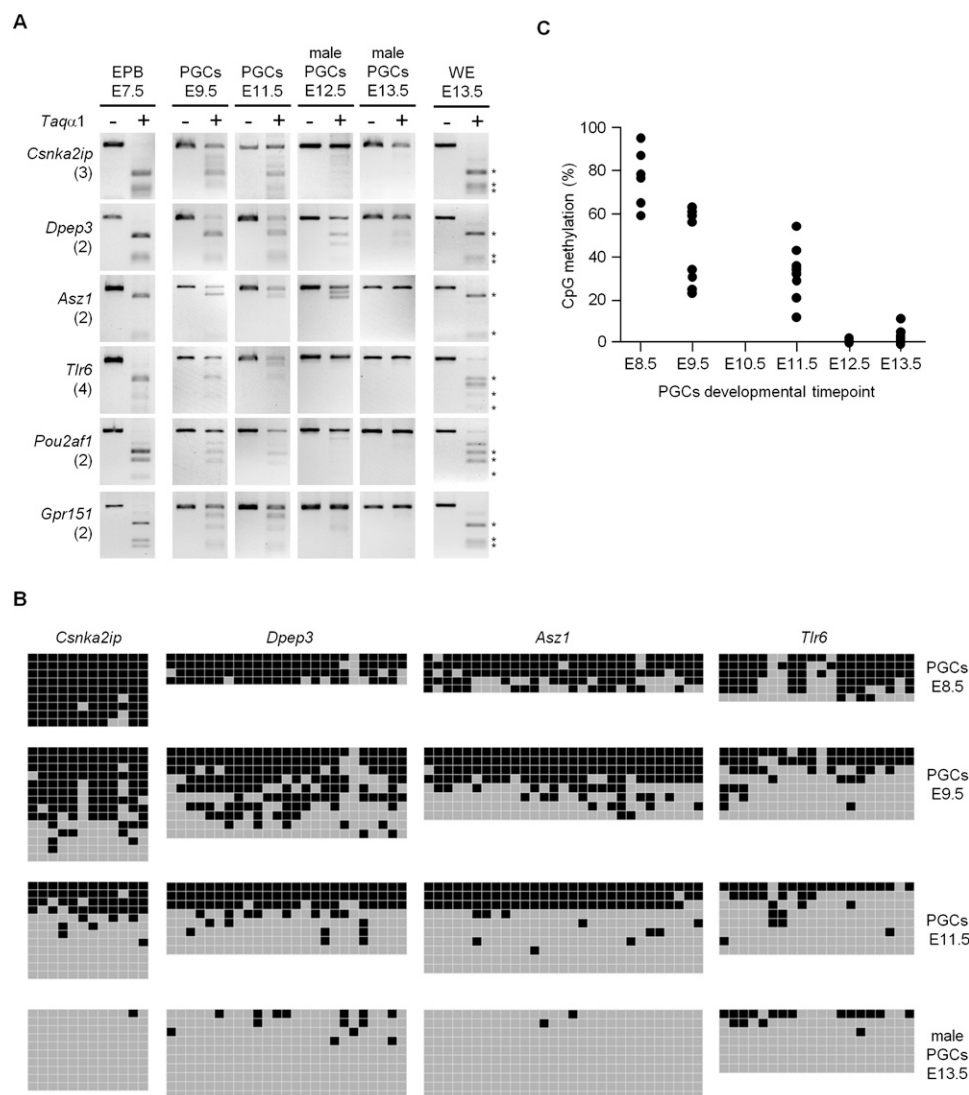 A
EPB
E7.5
PGCs
E9.5
PGCs
E11.5
male
PGCs
E12.5
male
PGCs
E13.5
WE
E13.5
Taqα1
- + - + - + - + - + - +
Csnka2ip
(3)
*
*
*
Dpep3
(2)
*
*
*
Asz1
(2)
*
*
Tlr6
(4)
*
*
*
*
Pou2af1
(2)
*
*
*
Gpr151
(2)
*
*
*
C
CpG methylation (%)
100
80
60
40
20
0
E8.5 E9.5 E10.5 E11.5 E12.5 E13.5
PGCs developmental timepoint
B
Csnka2ip Dpep3 Asz1 Tlr6
PGCs
E8.5
PGCs
E9.5
PGCs
E11.5
male
PGCs
E13.5